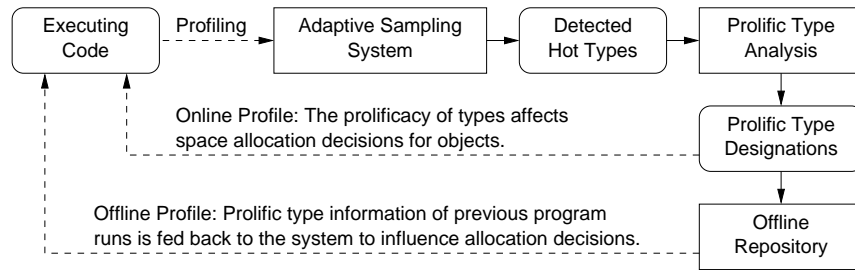 Executing
Code
Profiling
Adaptive Sampling
System
Detected
Hot Types
Prolific Type
Analysis
Online Profile: The prolificacy of types affects
space allocation decisions for objects.
Prolific Type
Designations
Offline Profile: Prolific type information of previous program
runs is fed back to the system to influence allocation decisions.
Offline
Repository